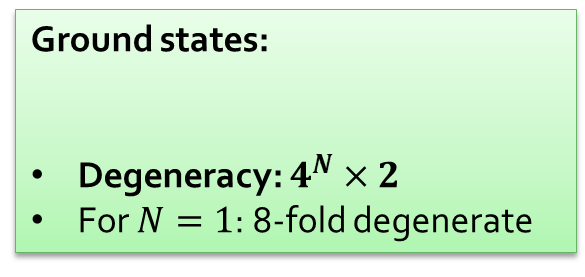 Ground states:
• Degeneracy: 4^N × 2
• For N = 1: 8-fold degenerate